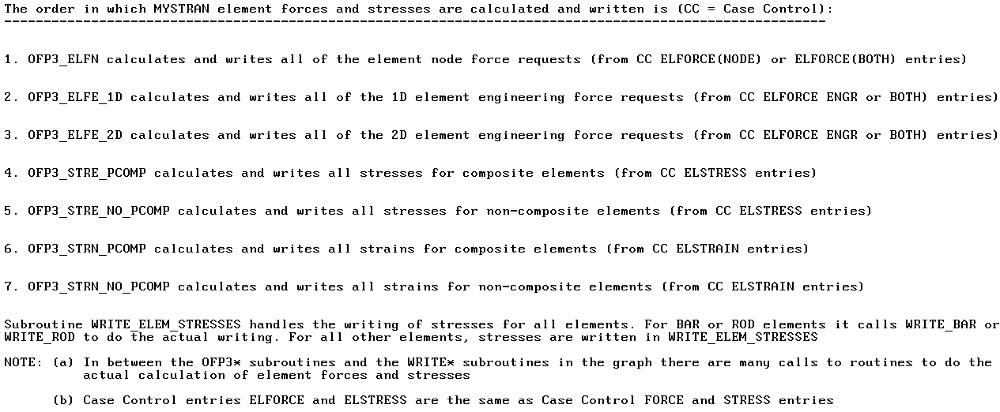 The order in which MYSTRAN element forces and stresses are calculated and written is (CC = Case Control):
--------------------------------------------------------------------------------------------------------
1. OFP3_ELFN calculates and writes all of the element node force requests (from CC ELFORCE(NODE) or ELFORCE(BOTH) entries)
2. OFP3_ELFE_1D calculates and writes all of the 1D element engineering force requests (from CC ELFORCE ENGR or BOTH) entries)
3. OFP3_ELFE_2D calculates and writes all of the 2D element engineering force requests (from CC ELFORCE ENGR or BOTH) entries)
4. OFP3_STRE_PCOMP calculates and writes all stresses for composite elements (from CC ELSTRESS entries)
5. OFP3_STRE_NO_PCOMP calculates and writes all stresses for non-composite elements (from CC ELSTRESS entries)
6. OFP3_STRN_PCOMP calculates and writes all strains for composite elements (from CC ELSTRAIN entries)
7. OFP3_STRN_NO_PCOMP calculates and writes all strains for non-composite elements (from CC ELSTRAIN entries)
Subroutine WRITE_ELEM_STRESSES handles the writing of stresses for all elements. For BAR or ROD elements it calls WRITE_BAR or
WRITE_ROD to do the actual writing. For all other elements, stresses are written in WRITE_ELEM_STRESSES
NOTE: (a) In between the OFP3* subroutines and the WRITE* subroutines in the graph there are many calls to routines to do the
actual calculation of element forces and stresses
(b) Case Control entries ELFORCE and ELSTRESS are the same as Case Control FORCE and STRESS entries